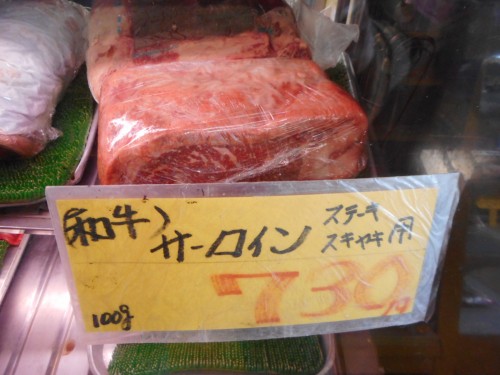 (和牛)
サーロイン
ステーキ
スキヤキ用
100g 730円